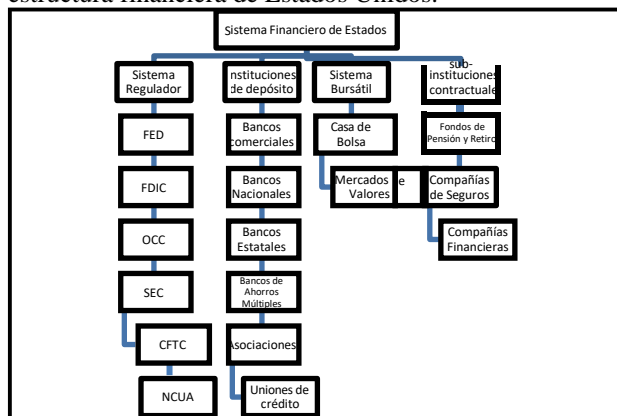 estructura financiera de Estados Unidos.
Sistema Financiero de Estados
Sistema
Regulador
FED
FDIC
OCC
SEC
CFTC
NCUA
nstituciones
de depósito
Bancos
comerciales
Bancos
Nacionales
Bancos
Estatales
Bancos de
Ahorros
Múltiples
Asociaciones
Uniones de
crédito
Sistema
Bursátil
Casa de
Bolsa
Mercados e
Valores
sub-
instituciones
contractuale
Fondos de
Pensión y Retiro
Compañías
de Seguros
Compañías
Financieras